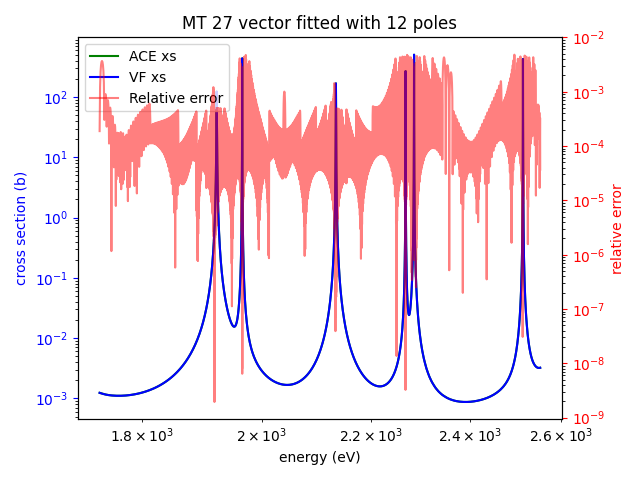 MT 27 vector fitted with 12 poles
ACE xs
VF xs
Relative error
cross section (b)
10²
10¹
10⁰
10⁻¹
10⁻²
10⁻³
10⁻²
10⁻³
10⁻⁴
10⁻⁵
10⁻⁶
10⁻⁷
10⁻⁸
10⁻⁹
relative error
1.8 × 10³ 2 × 10³ 2.2 × 10³ 2.4 × 10³ 2.6 × 10³
energy (eV)